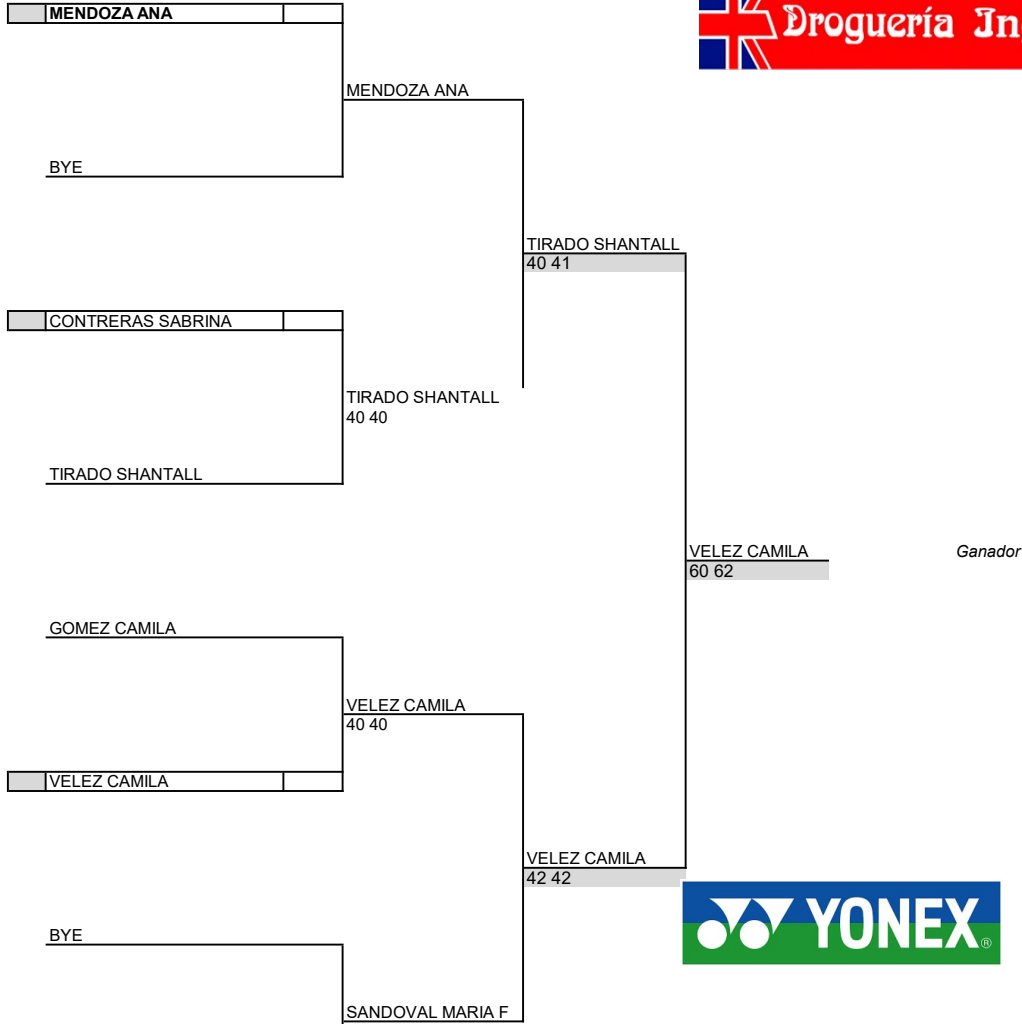 MENDOZA ANA
Droguería In
MENDOZA ANA
BYE
TIRADO SHANTALL
40 41
CONTRERAS SABRINA
TIRADO SHANTALL
40 40
TIRADO SHANTALL
VELEZ CAMILA
Ganador
60 62
GOMEZ CAMILA
VELEZ CAMILA
40 40
VELEZ CAMILA
VELEZ CAMILA
42 42
YONEX®
BYE
SANDOVAL MARIA F